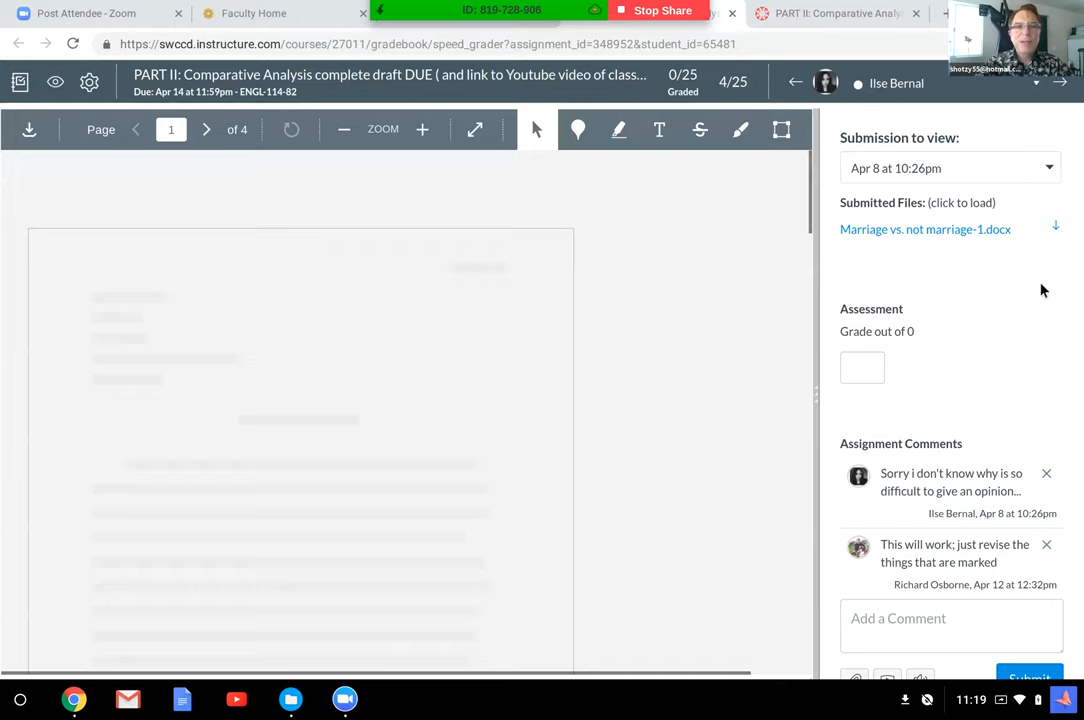 Post Attendee - Zoom
Faculty Home
ID: 819-728-906
Stop Share
PART II: Comparative Analy
https://swccd.instructure.com/courses/27011/gradebook/speed_grader?assignment_id=348952&student_id=65481
shotzy55@hotmail.c...
PART II: Comparative Analysis complete draft DUE ( and link to Youtube video of class...
Due: Apr 14 at 11:59pm - ENGL-114-82
0/25
Graded
4/25
Ilse Bernal
Page
1
of 4
ZOOM
Submission to view:
Apr 8 at 10:26pm
Submitted Files: (click to load)
Marriage vs. not marriage-1.docx
Assessment
Grade out of 0
Assignment Comments
Sorry i don't know why is so
difficult to give an opinion...
Ilse Bernal, Apr 8 at 10:26pm
This will work; just revise the
things that are marked
Richard Osborne, Apr 12 at 12:32pm
Add a Comment
Submit
11:19